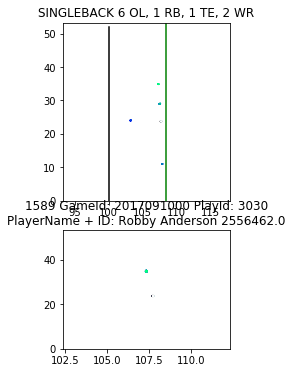 SINGLEBACK 6 OL, 1 RB, 1 TE, 2 WR
50
40
30
20
10
0
95 100 105 110 115
1589 GameId: 2017091000 PlayId: 3030
PlayerName + ID: Robby Anderson 2556462.0
40
20
0
102.5 105.0 107.5 110.0